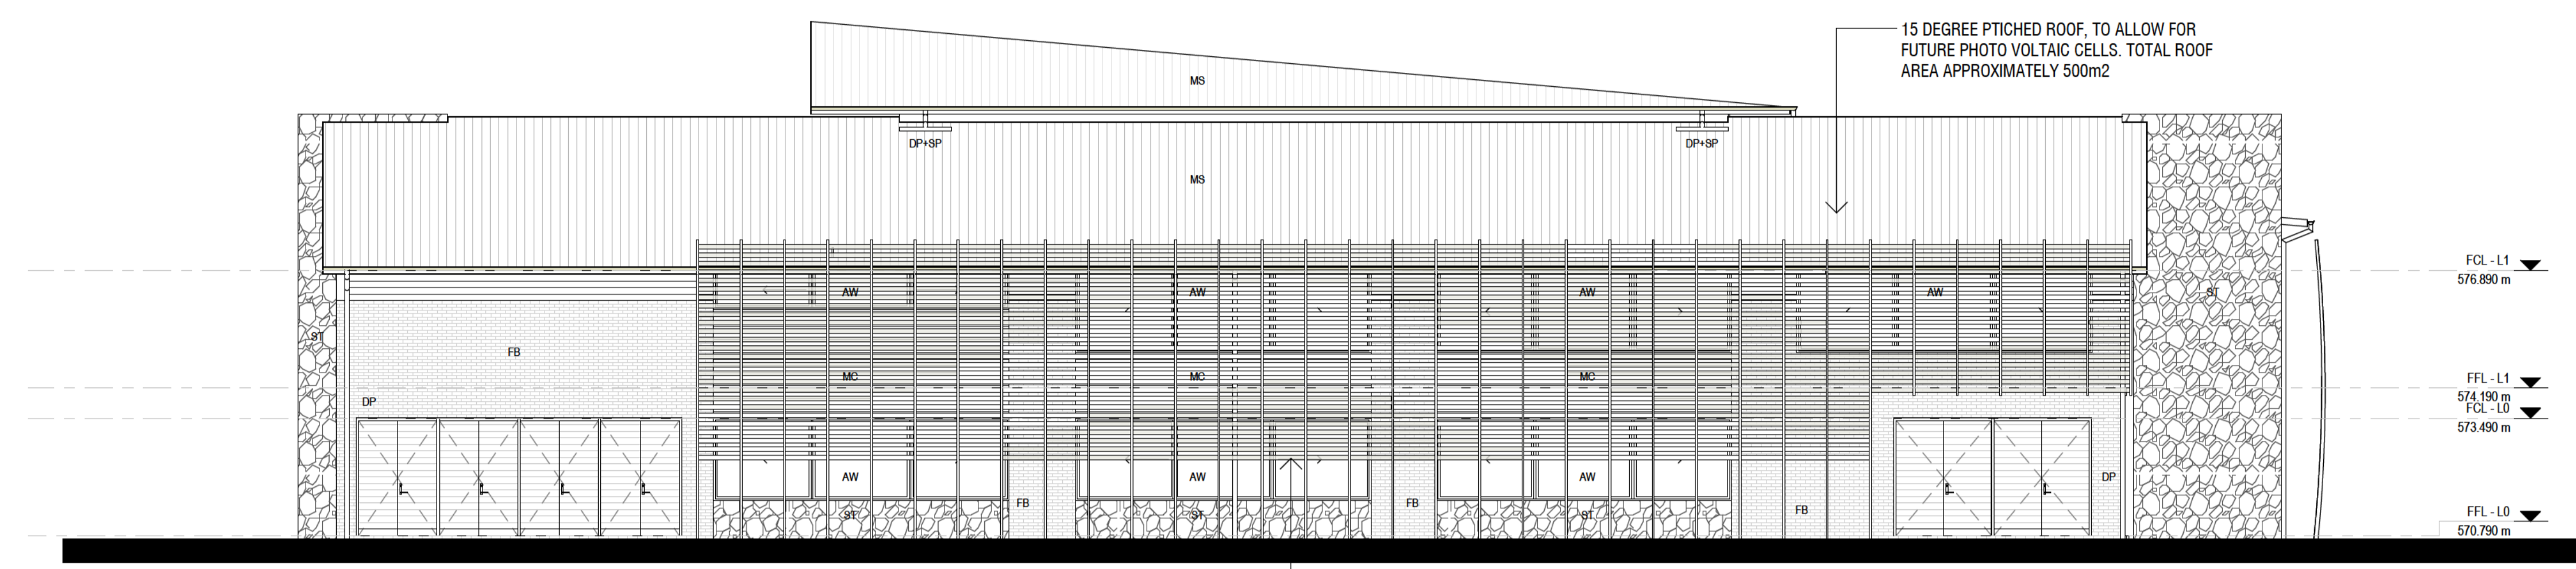 15 DEGREE PTICHED ROOF, TO ALLOW FOR
FUTURE PHOTO VOLTAIC CELLS. TOTAL ROOF
AREA APPROXIMATELY 500m2
MS
DP+SP
DP+SP
MS
FCL - L1
576.890 m
AW
AW
AW
AW
ST
ST
FB
MC
MC
MC
FFL - L1
574.190 m
DP
FCL - L0
573.490 m
AW
AW
AW
DP
FB
FB
FB
ST
ST
ST
FFL - L0
570.790 m